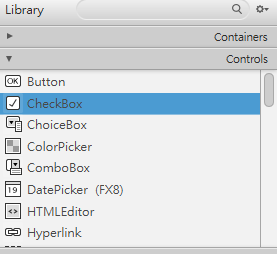 Library
Containers
Controls
OK Button
CheckBox
ChoiceBox
ColorPicker
ComboBox
19 DatePicker (FX8)
<> HTMLEditor
Hyperlink